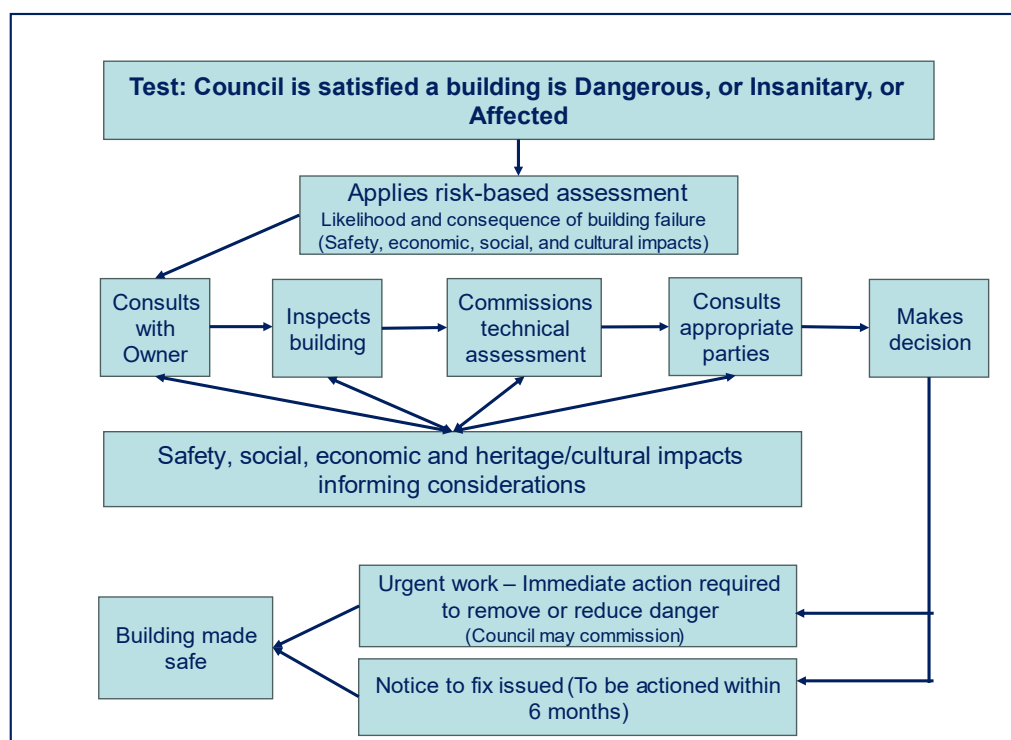 Test: Council is satisfied a building is Dangerous, or Insanitary, or
Affected
Applies risk-based assessment
Likelihood and consequence of building failure
(Safety, economic, social, and cultural impacts)
Consults
with
Owner
Inspects
building
Commissions
technical
assessment
Consults
appropriate
parties
Makes
decision
Safety, social, economic and heritage/cultural impacts
informing considerations
Urgent work – Immediate action required
to remove or reduce danger
(Council may commission)
Building made
safe
Notice to fix issued (To be actioned within
6 months)